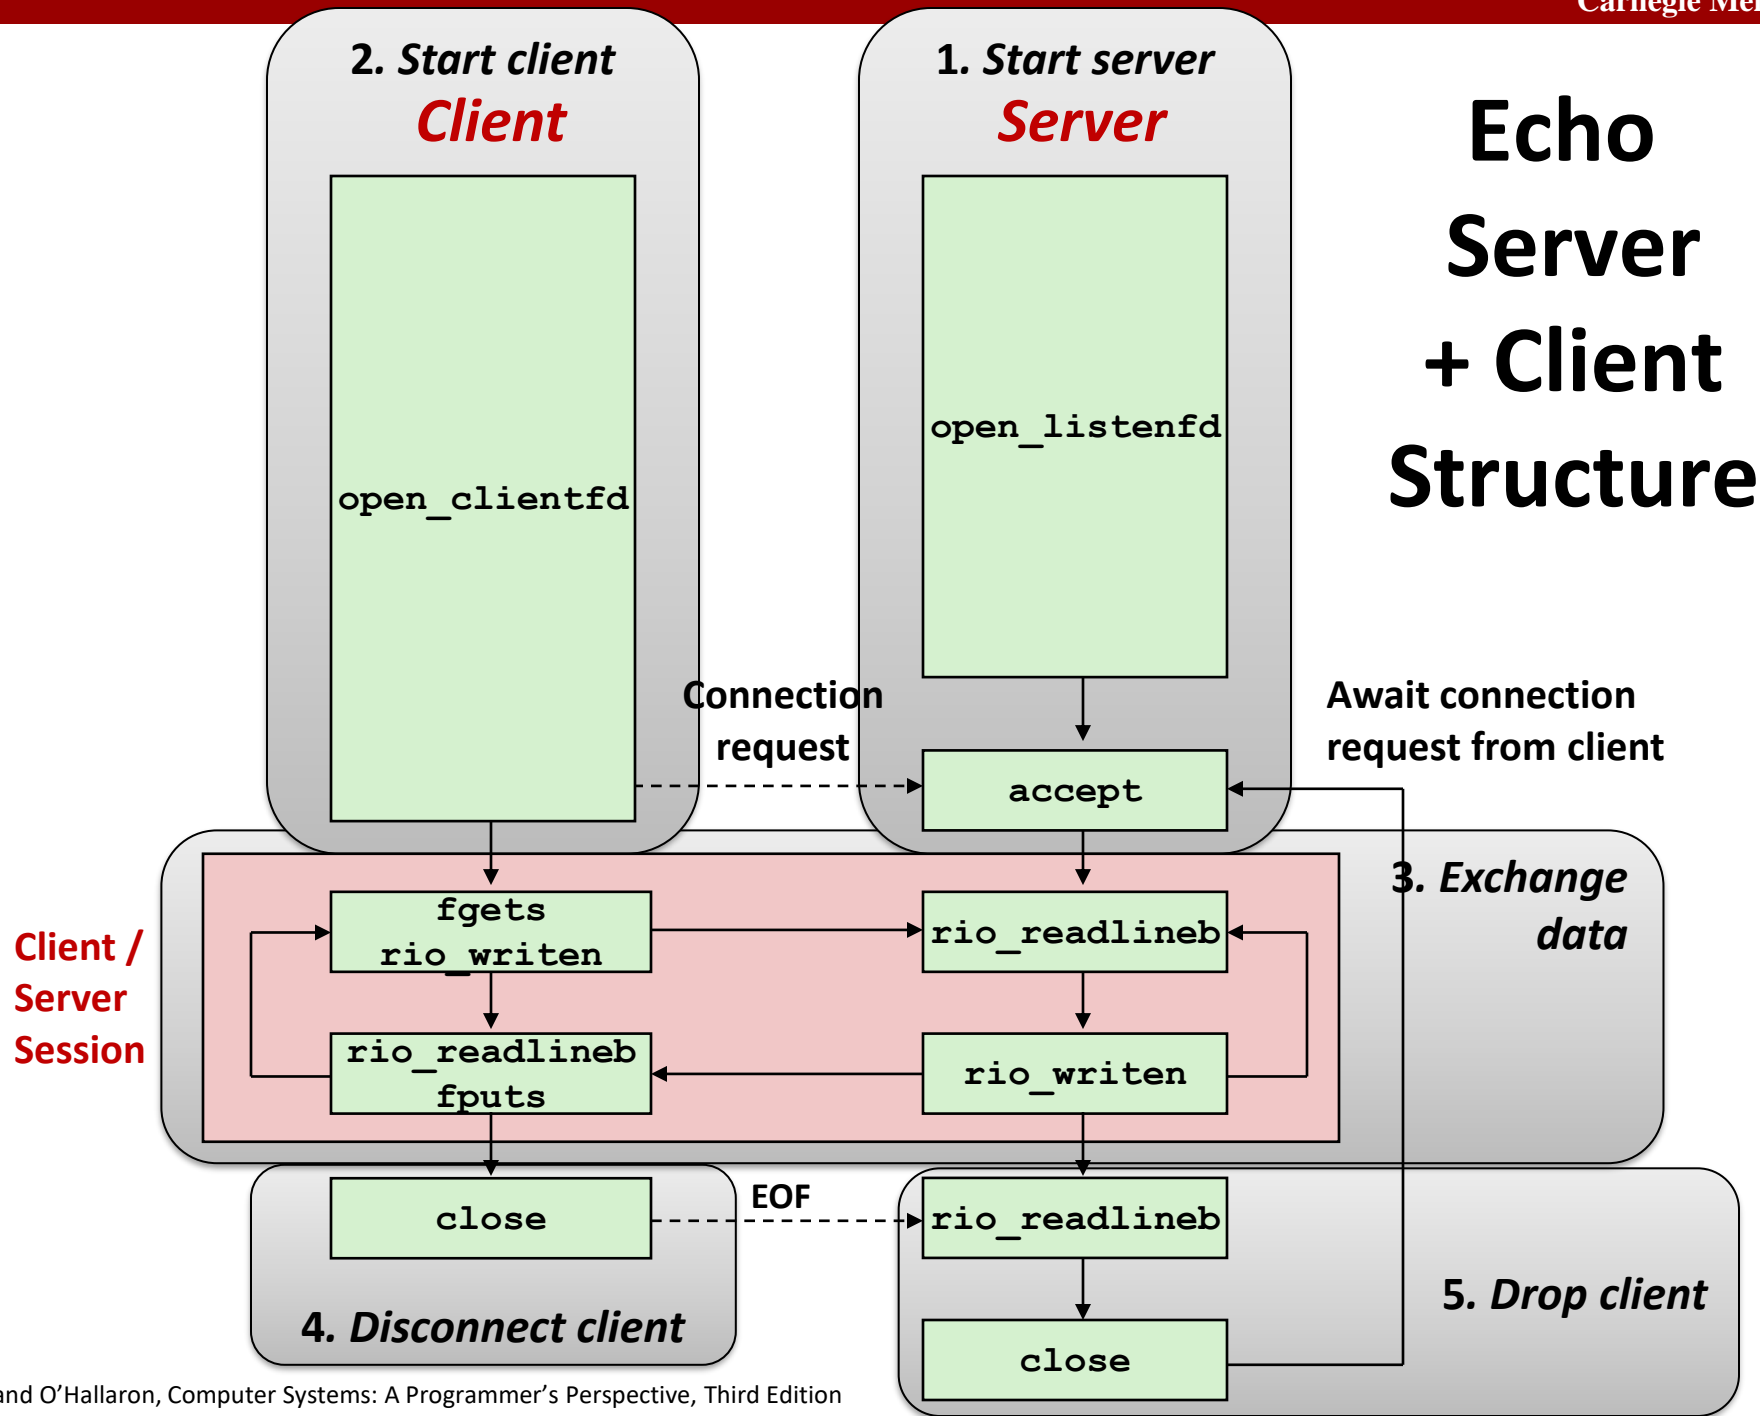 Carnegie
2. Start client
Client
1. Start server
Server
Echo
Server
+ Client
Structure
open_clientfd
open_listenfd
Connection
request
Await connection
request from client
accept
3. Exchange
data
Client /
Server
Session
fgets
rio_writen
rio_readlineb
rio_readlineb
fputs
rio_writen
close
EOF
rio_readlineb
4. Disconnect client
5. Drop client
close
and O'Hallaron, Computer Systems: A Programmer's Perspective, Third Edition